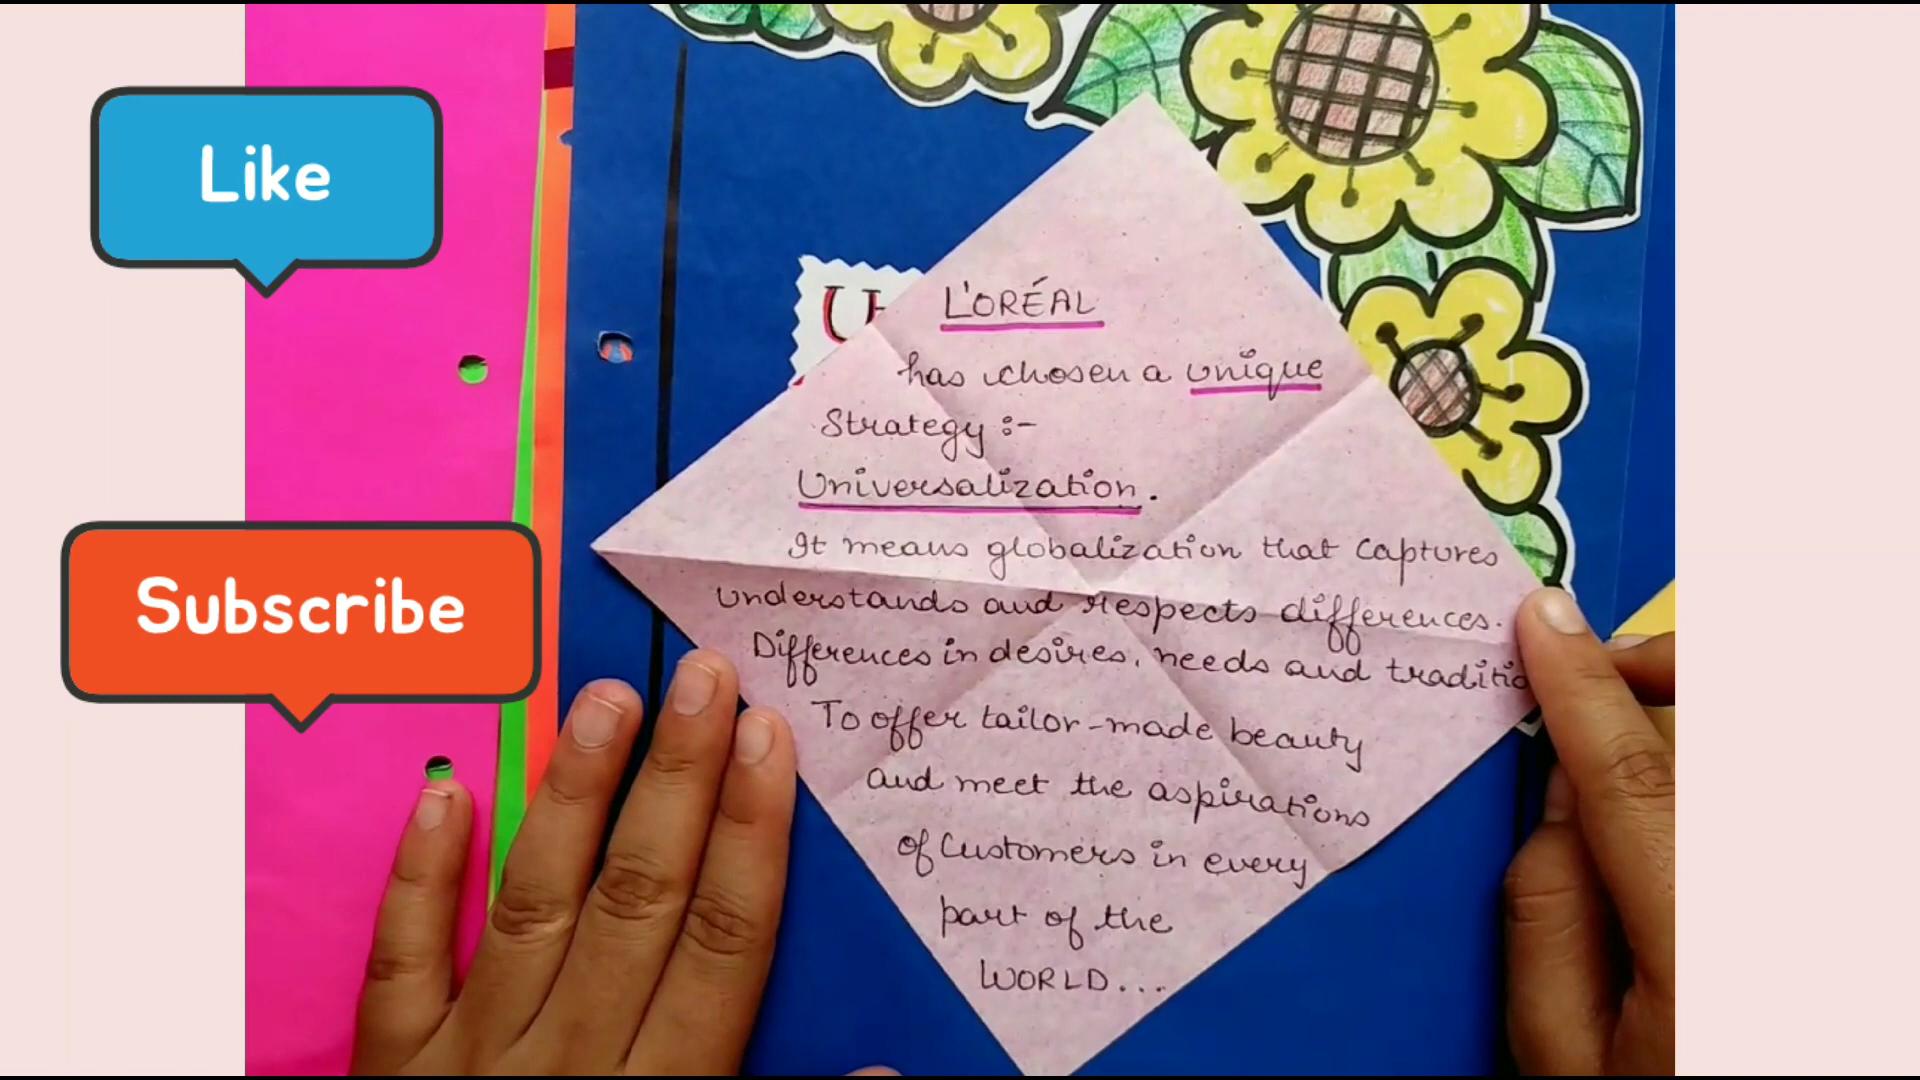 Like
Subscribe
L'ORÉAL
has chosen a unique
Strategy :-
Universalization.
It means globalization that captures
understands and respects differences.
Differences in desires, needs and
To offer tailor-made beauty
and meet the aspirations
of Customers in every
part of the
WORLD...